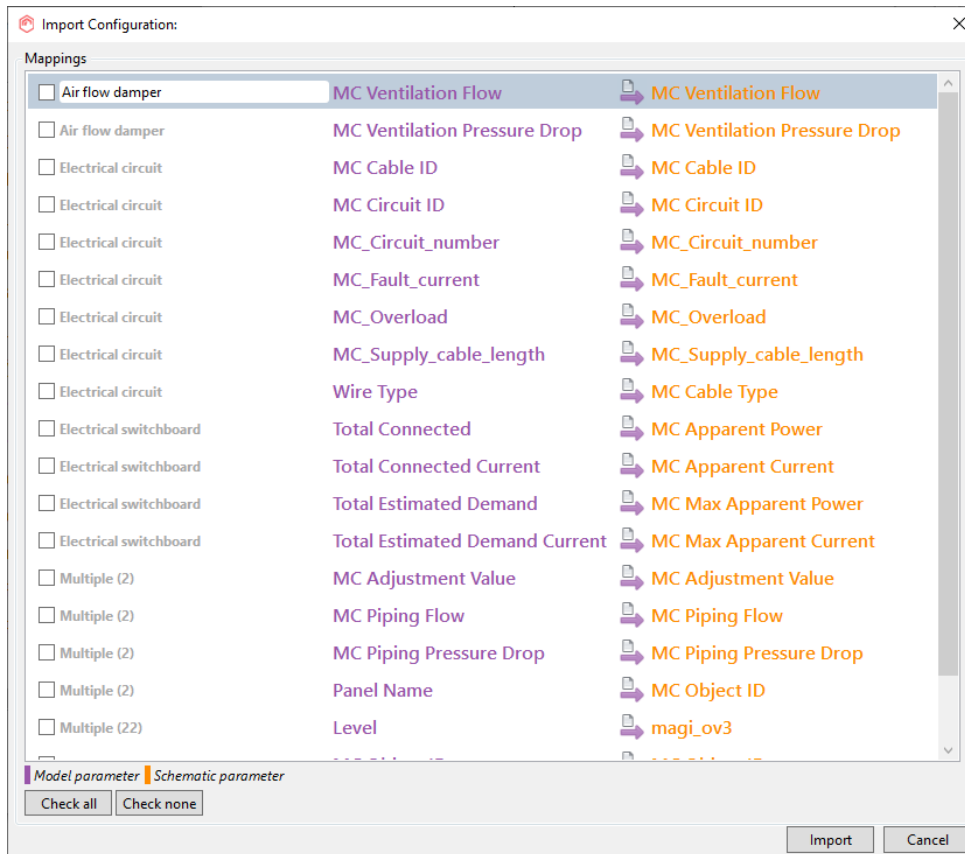 Import Configuration:
Mappings
Air flow damper MC Ventilation Flow MC Ventilation Flow
Air flow damper MC Ventilation Pressure Drop MC Ventilation Pressure Drop
Electrical circuit MC Cable ID MC Cable ID
Electrical circuit MC Circuit ID MC Circuit ID
Electrical circuit MC_Circuit_number MC_Circuit_number
Electrical circuit MC_Fault_current MC_Fault_current
Electrical circuit MC_Overload MC_Overload
Electrical circuit MC_Supply_cable_length MC_Supply_cable_length
Electrical circuit Wire Type MC Cable Type
Electrical switchboard Total Connected MC Apparent Power
Electrical switchboard Total Connected Current MC Apparent Current
Electrical switchboard Total Estimated Demand MC Max Apparent Power
Electrical switchboard Total Estimated Demand Current MC Max Apparent Current
Multiple (2) MC Adjustment Value MC Adjustment Value
Multiple (2) MC Piping Flow MC Piping Flow
Multiple (2) MC Piping Pressure Drop MC Piping Pressure Drop
Multiple (2) Panel Name MC Object ID
Multiple (22) Level magi_ov3
Model parameter Schematic parameter
Check all Check none
Import Cancel